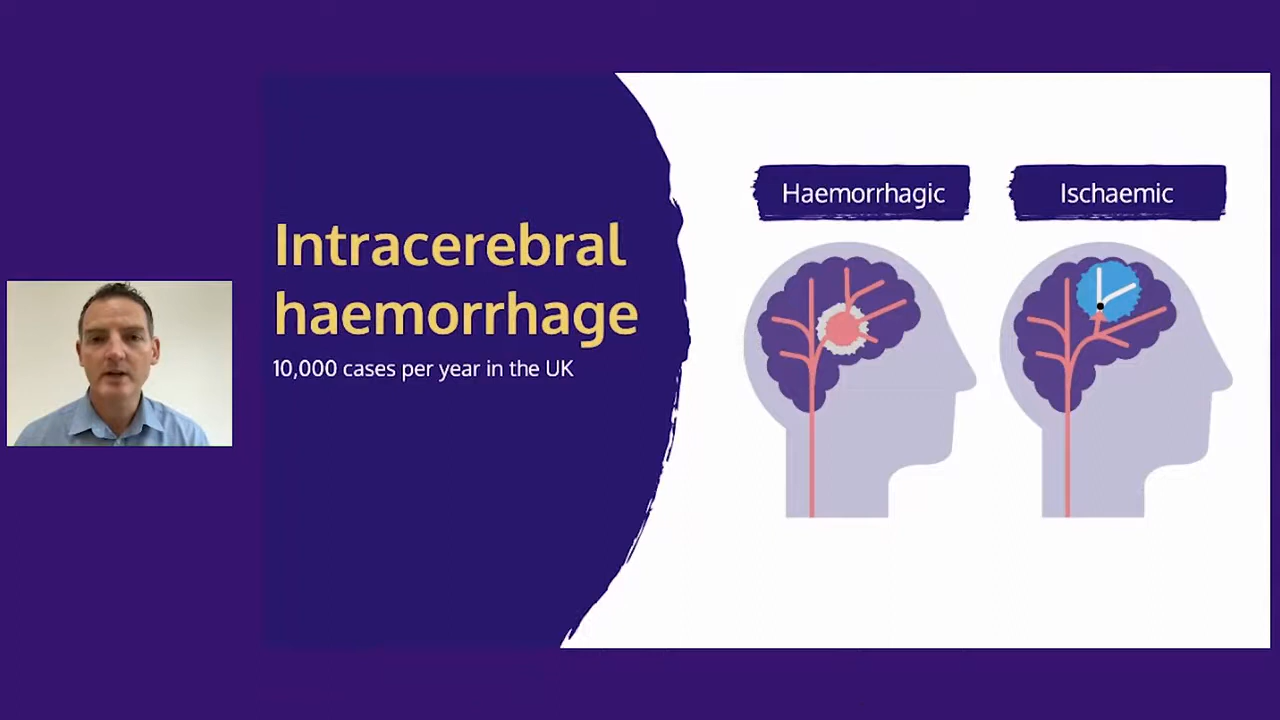 Intracerebral
haemorrhage
10,000 cases per year in the UK
Haemorrhagic
Ischaemic